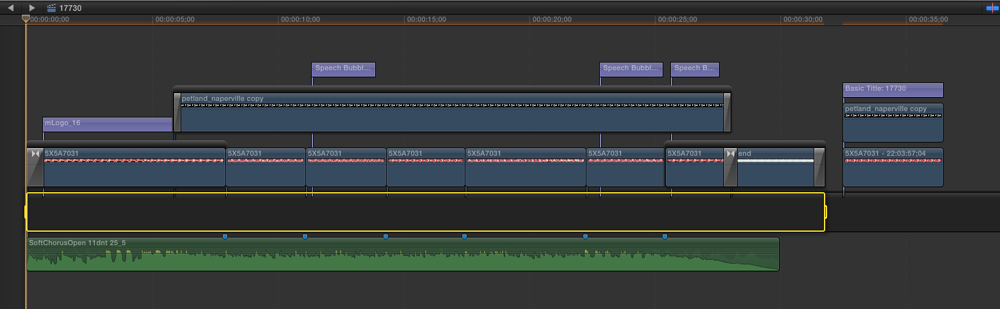 17730
00:00:00;00
00:00:05;00
00:00:10;00
00:00:15;00
00:00:20;00
00:00:25;00
00:00:30;00
00:00:35;00
Speech Bubbl...
Speech Bubbl...
Speech B...
Basic Title: 17730
petland_naperville copy
petland_naperville copy
mLogo_16
5X5A7031
5X5A7031
5X5A7031
5X5A7031
5X5A7031
5X5A7031
5X5A7031
end
5X5A7031 - 22:03:57;04
SoftChorusOpen 11dnt 25_5